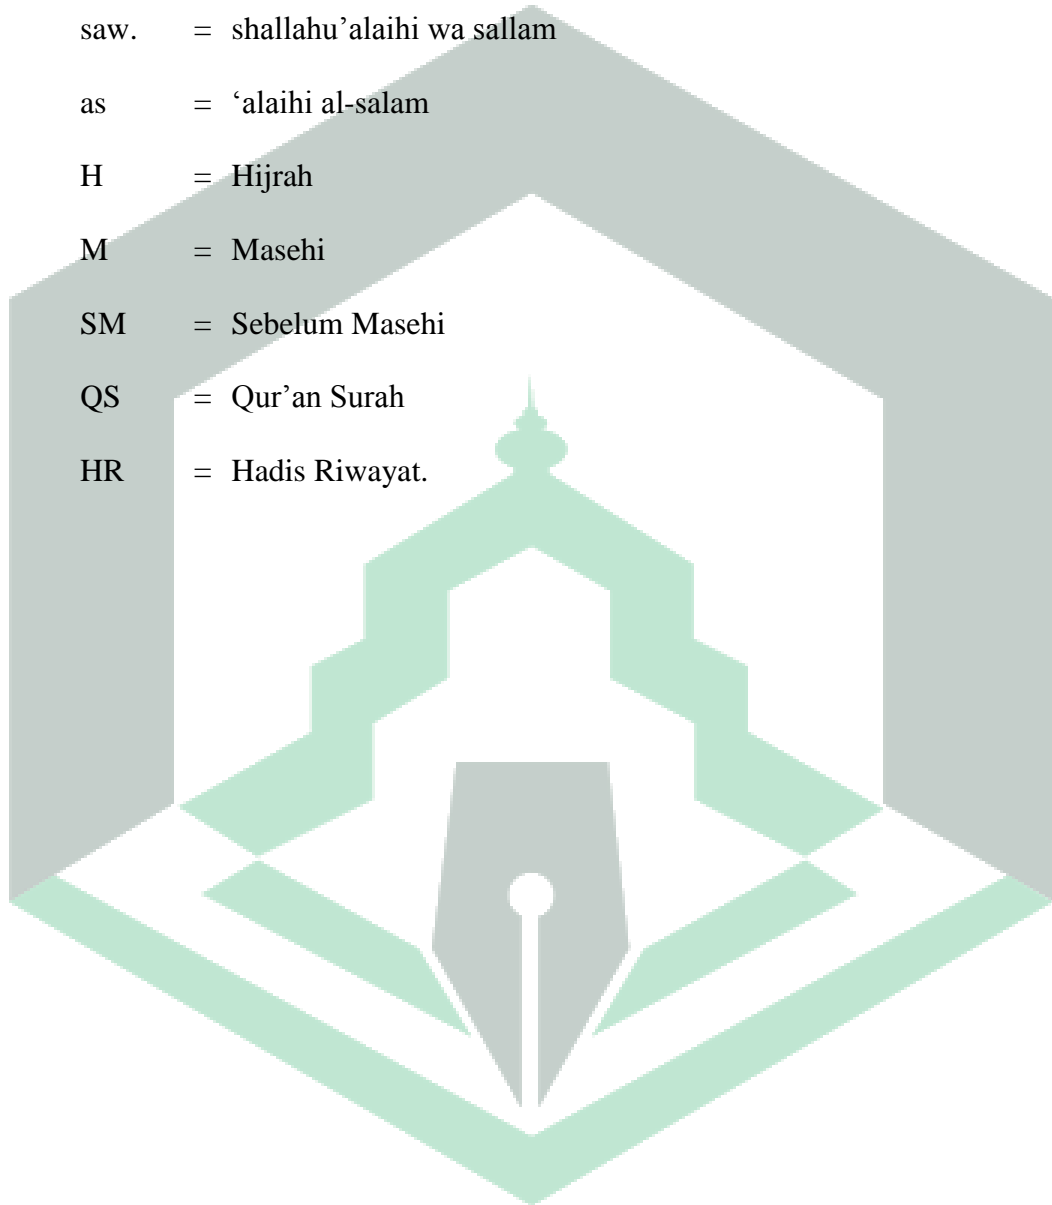 saw. = shallahu’alaihi wa sallam
as = ‘alaihi al-salam
H = Hijrah
M = Masehi
SM = Sebelum Masehi
QS = Qur’an Surah
HR = Hadis Riwayat.